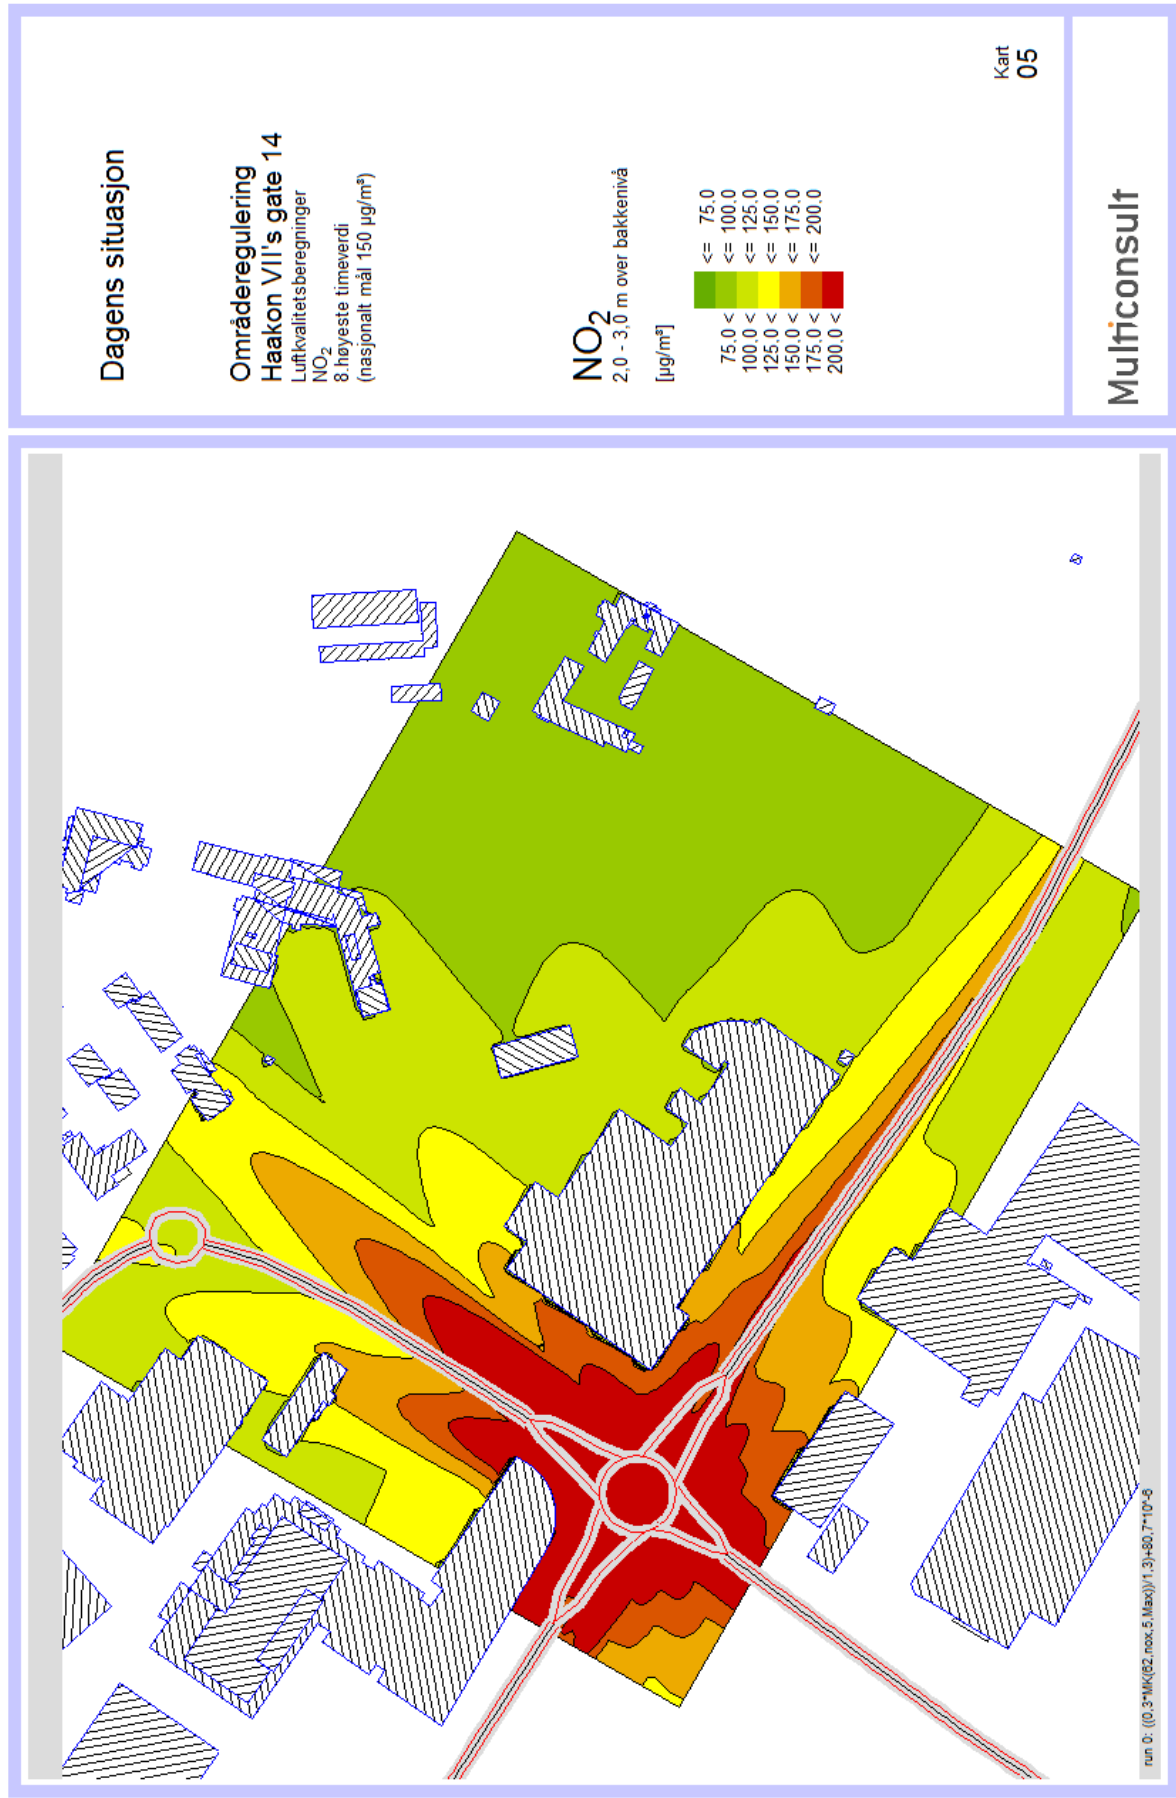 Dagens situasjon
Områderegulering
Haakon VII's gate 14
Luftkvalitetsberegninger
NO2
8.høyeste timeverdi
(nasjonalt mål 150 µg/m³)
NO2
2,0 - 3,0 m over bakkenivå
[µg/m³]
<= 75.0
75.0 < <= 100.0
100.0 < <= 125.0
125.0 < <= 150.0
150.0 < <= 175.0
175.0 < <= 200.0
200.0 <
Kart
05
Multiconsult
run 0: ((0.3*MK(62,nox,5,Max))/1,3)+80,7*10^-6